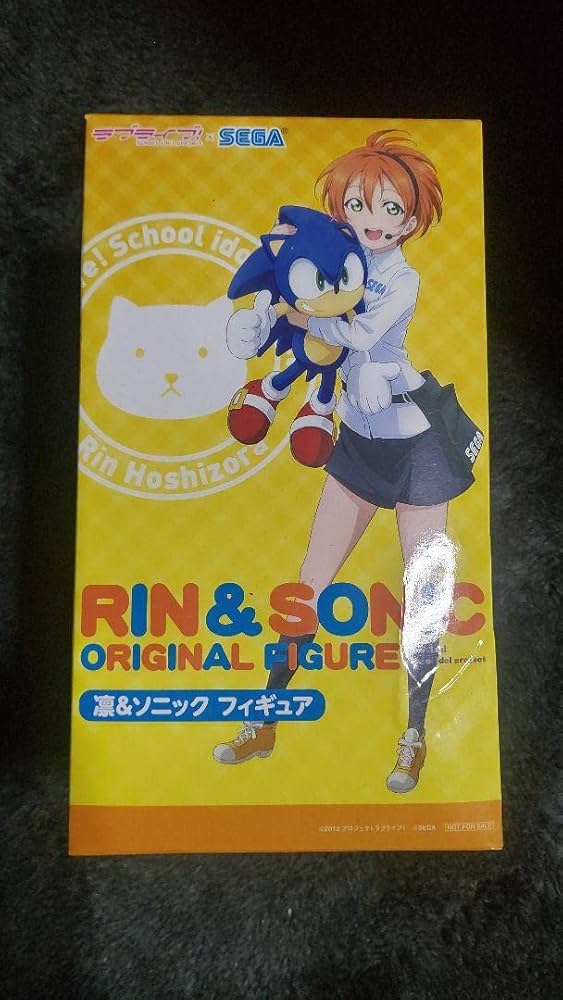 ラブライブ! × SEGA®
ve! School ido
Rin Hoshizora
SEGA
SEGA
RIN & SONIC
ORIGINAL FIGURE
凛&ソニック フィギュア
©2013 プロジェクトラブライブ! ©SEGA NOT FOR SALE